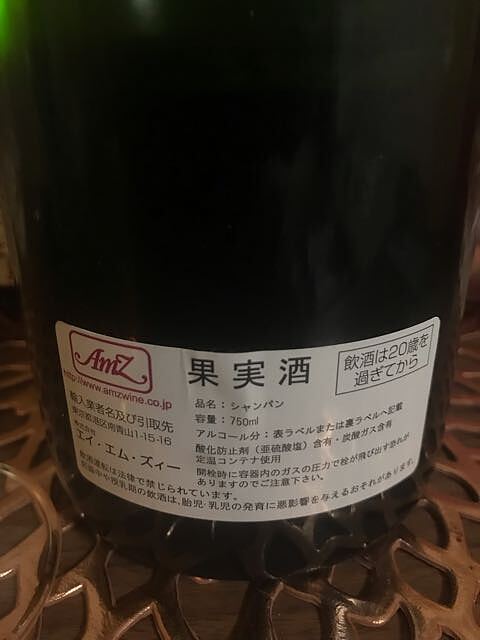 AmZ
http://www.amzwine.co.jp
果実酒
飲酒は20歳を
過ぎてから
輸入業者名及び引取先
東京都港区南青山1-15-16
株式会社
エイ・エム・ズィー
品名：シャンパン
容量：750ml
アルコール分：表ラベルまたは裏ラベルへ記載
酸化防止剤（亜硫酸塩）含有・炭酸ガス含有
定温コンテナ使用
開栓時に容器内のガスの圧力で栓が飛び出す恐れが
ありますのでご注意下さい。
飲酒運転は法律で禁じられています。
妊娠中や授乳期の飲酒は、胎児・乳児の発育に悪影響を与えるおそれがあります。